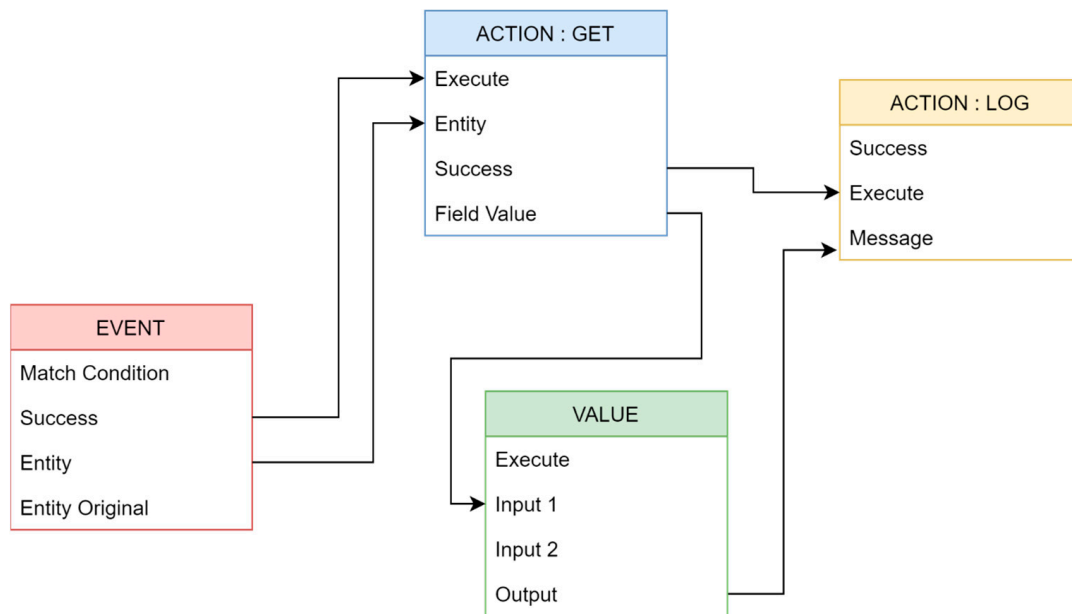 ACTION : GET
Execute
Entity
Success
Field Value
ACTION : LOG
Success
Execute
Message
EVENT
Match Condition
Success
Entity
Entity Original
VALUE
Execute
Input 1
Input 2
Output